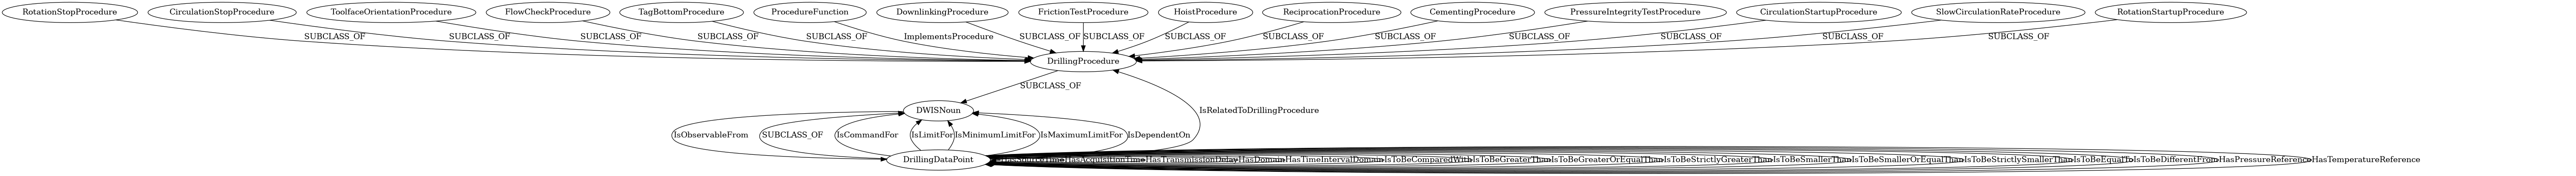 RotationStopProcedure CirculationStopProcedure ToolfaceOrientationProcedure FlowCheckProcedure TagBottomProcedure ProcedureFunction DownlinkingProcedure FrictionTestProcedure HoistProcedure ReciprocationProcedure CementingProcedure PressureIntegrityTestProcedure CirculationStartupProcedure SlowCirculationRateProcedure RotationStartupProcedure
SUBCLASS_OF SUBCLASS_OF SUBCLASS_OF SUBCLASS_OF SUBCLASS_OF ImplementsProcedure SUBCLASS_OF SUBCLASS_OF SUBCLASS_OF SUBCLASS_OF SUBCLASS_OF SUBCLASS_OF SUBCLASS_OF SUBCLASS_OF SUBCLASS_OF
DrillingProcedure
SUBCLASS_OF
DWISNoun IsRelatedToDrillingProcedure
IsObservableFrom SUBCLASS_OF IsCommandFor IsLimitFor IsMinimumLimitFor IsMaximumLimitFor IsDependentOn
DrillingDataPoint HasAcquisitionTime HasTransmissionDelay HasDomain HasTimeIntervalDomain IsToBeComparedWith IsToBeGreaterThan IsToBeGreaterOrEqualThan IsToBeStrictlyGreaterThan IsToBeSmallerThan IsToBeSmallerOrEqualThan IsToBeStrictlySmallerThan IsToBeEqualTo IsToBeDifferentFrom HasPressureReference HasTemperatureReference